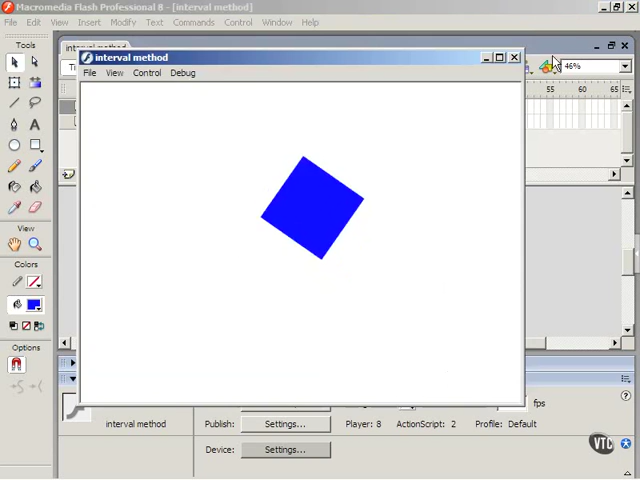 Macromedia Flash Professional 8 - [interval method]
File View Insert Modify Text Commands Control Window Help
Tools
interval method
46%
interval method
File View Control Debug
55 60 65
View
Colors
Options
fps
interval method
Publish: Settings... Player: 8 ActionScript: 2 Profile: Default
Device: Settings...
VTC